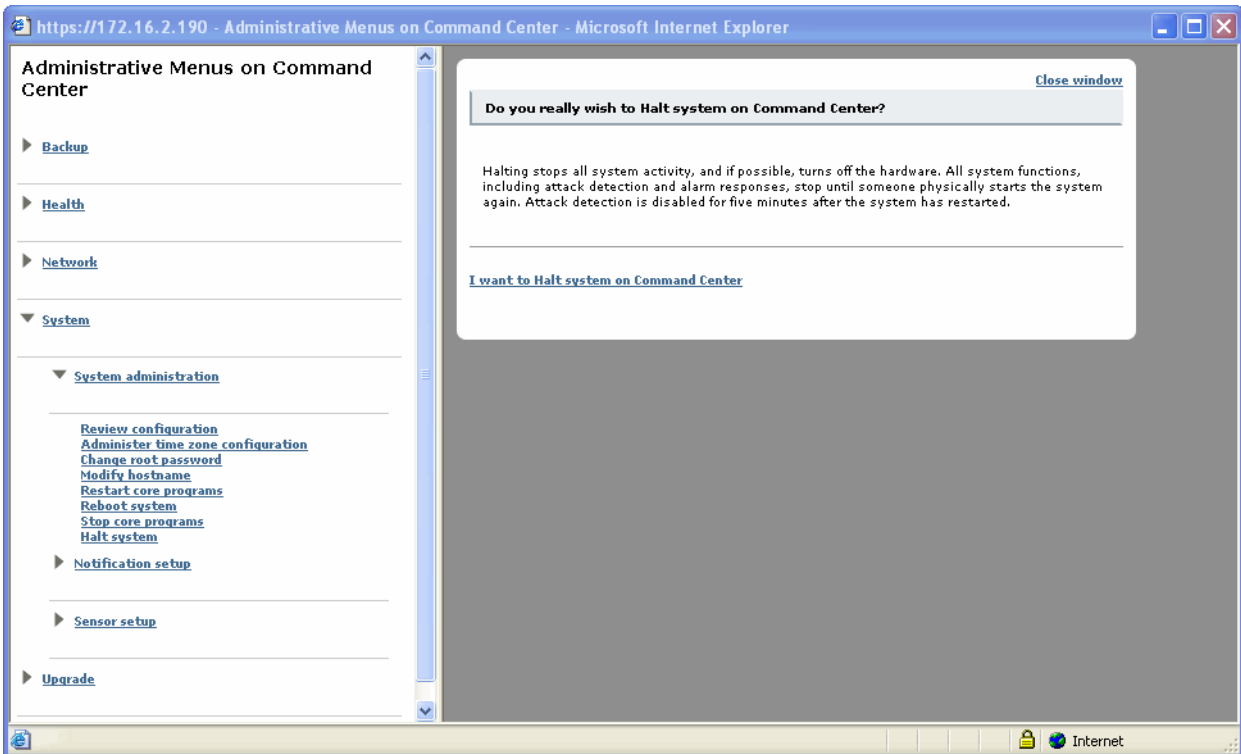 https://172.16.2.190 - Administrative Menus on Command Center - Microsoft Internet Explorer
Administrative Menus on Command
Center
Backup
Health
Network
System
System administration
Review configuration
Administer time zone configuration
Change root password
Modify hostname
Restart core programs
Reboot system
Stop core programs
Halt system
Notification setup
Sensor setup
Upgrade
Close window
Do you really wish to Halt system on Command Center?
Halting stops all system activity, and if possible, turns off the hardware. All system functions,
including attack detection and alarm responses, stop until someone physically starts the system
again. Attack detection is disabled for five minutes after the system has restarted.
I want to Halt system on Command Center
Internet